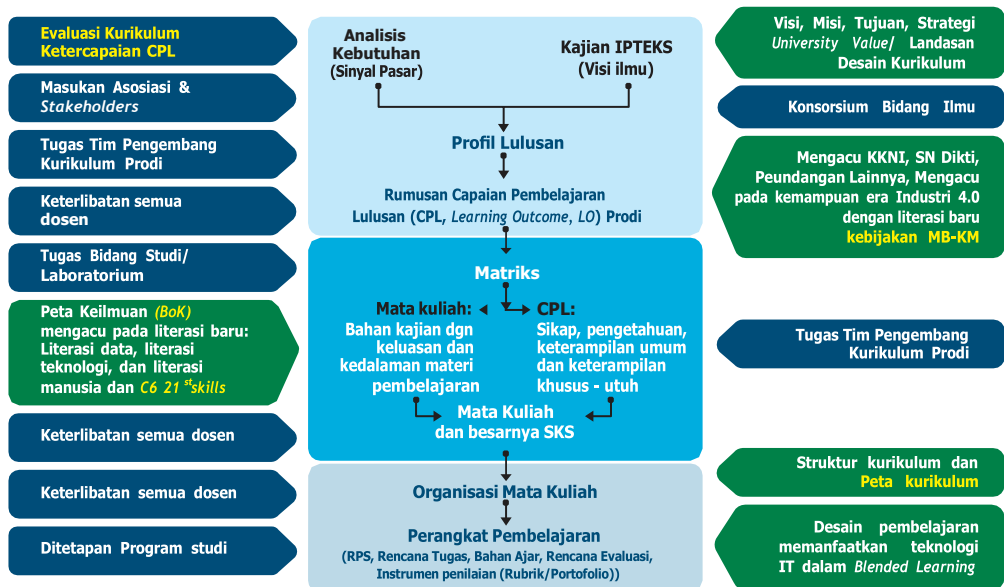 Evaluasi Kurikulum
Ketercapaian CPL
Masukan Asosiasi &
Stakeholders
Tugas Tim Pengembang
Kurikulum Prodi
Keterlibatan semua
dosen
Tugas Bidang Studi/
Laboratorium
Peta Keilmuan (BoK)
mengacu pada literasi baru:
Literasi data, literasi
teknologi, dan literasi
manusia dan C6 21 st skills
Keterlibatan semua dosen
Keterlibatan semua dosen
Ditetapan Program studi
Analisis
Kebutuhan
(Sinyal Pasar)
Kajian IPTEKS
(Visi ilmu)
Profil Lulusan
Rumusan Capaian Pembelajaran
Lulusan (CPL, Learning Outcome, LO) Prodi
Matriks
Mata kuliah:
Bahan kajian dgn
keluasan dan
kedalaman materi
pembelajaran
CPL:
Sikap, pengetahuan,
keterampilan umum
dan keterampilan
khusus - utuh
Mata Kuliah
dan besarnya SKS
Organisasi Mata Kuliah
Perangkat Pembelajaran
(RPS, Rencana Tugas, Bahan Ajar, Rencana Evaluasi,
Instrumen penilaian (Rubrik/Portofolio))
Visi, Misi, Tujuan, Strategi
University Value/ Landasan
Desain Kurikulum
Konsorsium Bidang Ilmu
Mengacu KKNI, SN Dikti,
Peundangan Lainnya, Mengacu
pada kemampuan era Industri 4.0
dengan literasi baru
kebijakan MB-KM
Tugas Tim Pengembang
Kurikulum Prodi
Struktur kurikulum dan
Peta kurikulum
Desain pembelajaran
memanfaatkan teknologi
IT dalam Blended Learning